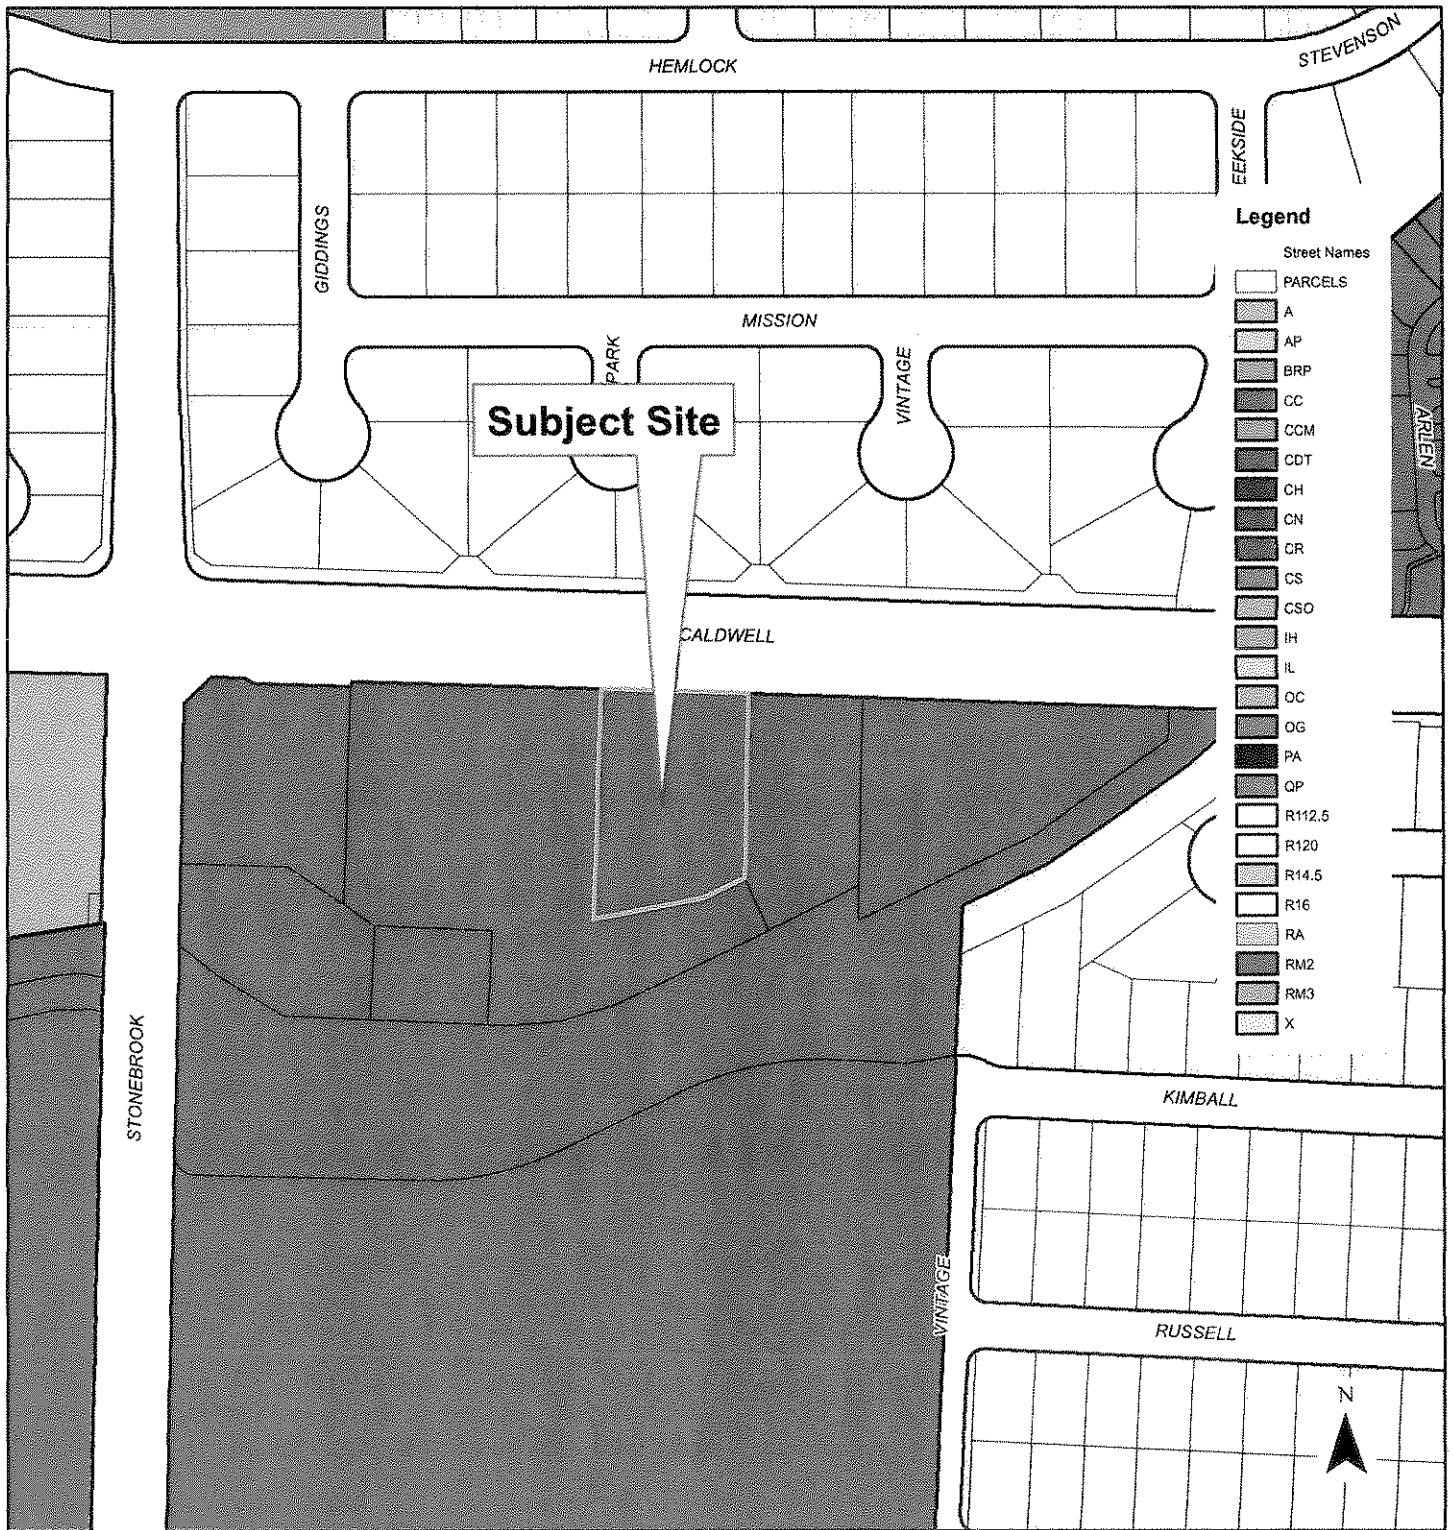 HEMLOCK
STEVENSON
EEKSIDE
GIDDINGS
MISSION
PARK
VINTAGE
Subject Site
CALDWELL
ARLEN
Legend
Street Names
PARCELS
A
AP
BRP
CC
CCM
CDT
CH
CN
CR
CS
CSO
IH
IL
OC
OG
PA
QP
R112.5
R120
R14.5
R16
RA
RM2
RM3
X
STONEBROOK
KIMBALL
VINTAGE
RUSSELL
N